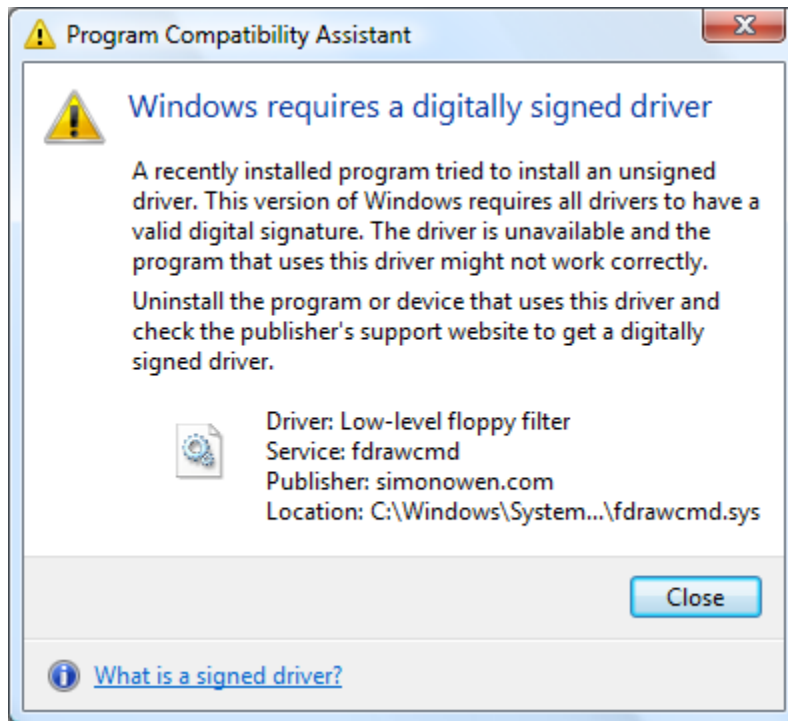 Program Compatibility Assistant
Windows requires a digitally signed driver
A recently installed program tried to install an unsigned
driver. This version of Windows requires all drivers to have a
valid digital signature. The driver is unavailable and the
program that uses this driver might not work correctly.
Uninstall the program or device that uses this driver and
check the publisher's support website to get a digitally
signed driver.
Driver: Low-level floppy filter
Service: fdrawcmd
Publisher: simonowen.com
Location: C:\Windows\System...\fdrawcmd.sys
Close
What is a signed driver?